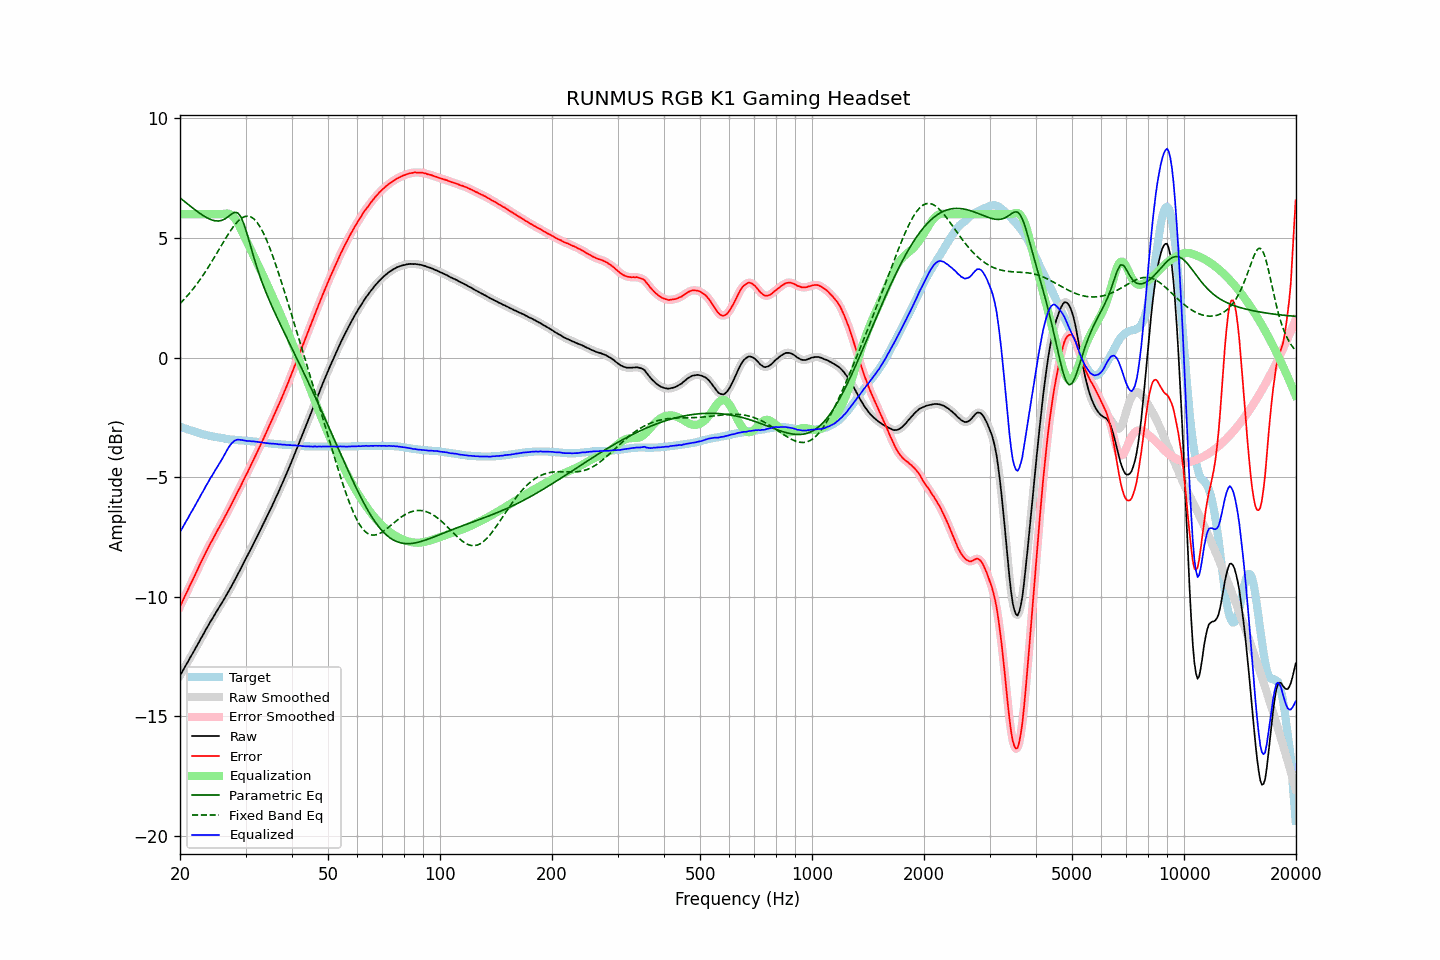 RUNMUS RGB K1 Gaming Headset
Amplitude (dBr)
10
5
0
−5
−10
−15
−20
Target
Raw Smoothed
Error Smoothed
Raw
Error
Equalization
Parametric Eq
Fixed Band Eq
Equalized
20 50 100 200 500 1000 2000 5000 10000 20000
Frequency (Hz)